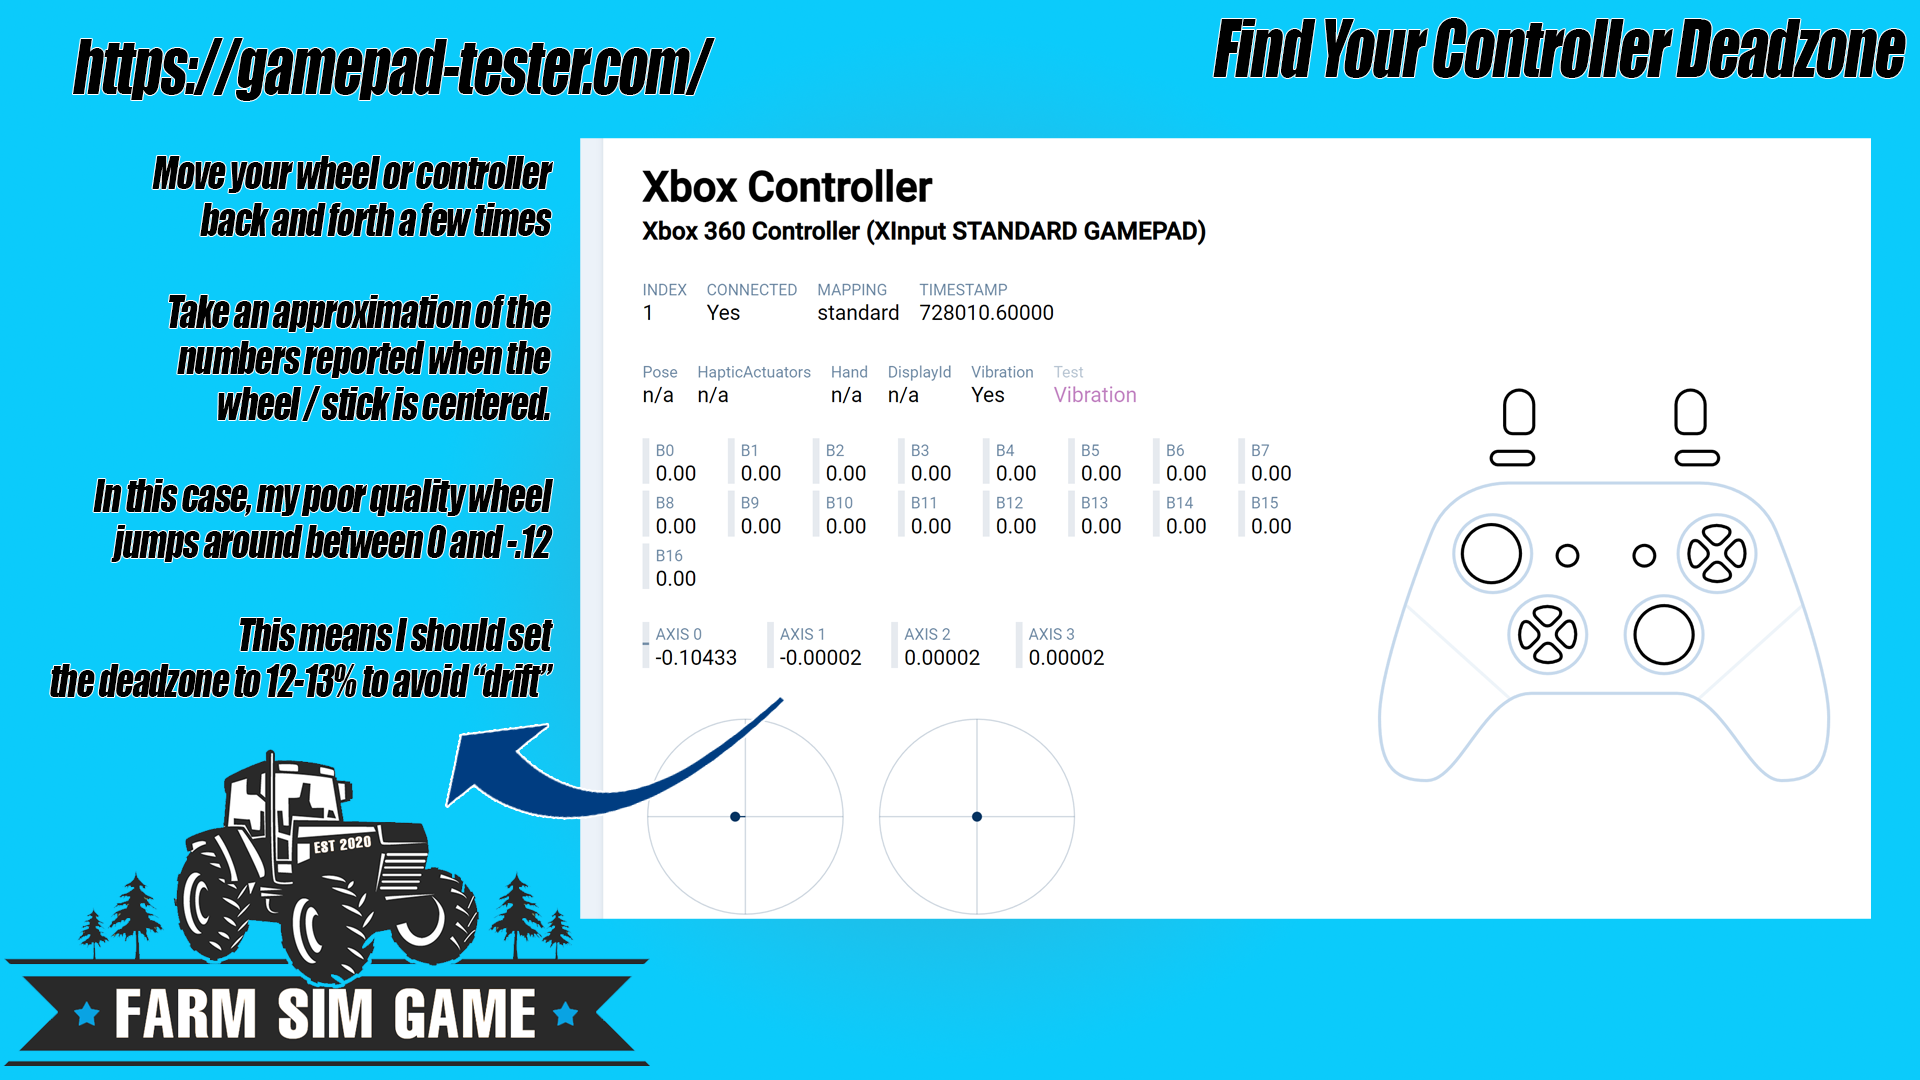 https://gamepad-tester.com/
Find Your Controller Deadzone
Move your wheel or controller
back and forth a few times
Take an approximation of the
numbers reported when the
wheel / stick is centered.
In this case, my poor quality wheel
jumps around between 0 and -.12
This means I should set
the deadzone to 12-13% to avoid “drift”
Xbox Controller
Xbox 360 Controller (XInput STANDARD GAMEPAD)
INDEX CONNECTED MAPPING TIMESTAMP
1 Yes standard 728010.60000
Pose HapticActuators Hand DisplayId Vibration Test
n/a n/a n/a n/a Yes Vibration
B0 B1 B2 B3 B4 B5 B6 B7
0.00 0.00 0.00 0.00 0.00 0.00 0.00 0.00
B8 B9 B10 B11 B12 B13 B14 B15
0.00 0.00 0.00 0.00 0.00 0.00 0.00 0.00
B16
0.00
AXIS 0 AXIS 1 AXIS 2 AXIS 3
-0.10433 -0.00002 0.00002 0.00002
EST 2020
FARM SIM GAME